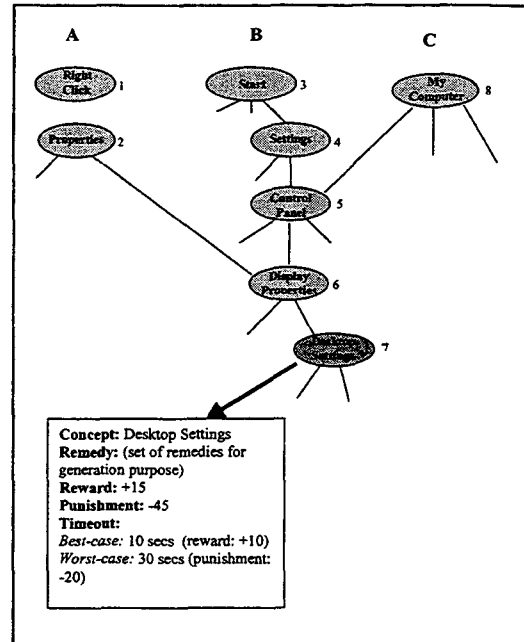 A B C
Right
Click 1
Start 3
My
Computer 8
Properties 2
Settings 4
Control
Panel 5
Display
Properties 6
7
Concept: Desktop Settings
Remedy: (set of remedies for
generation purpose)
Reward: +15
Punishment: -45
Timeout:
Best-case: 10 secs (reward: +10)
Worst-case: 30 secs (punishment:
-20)